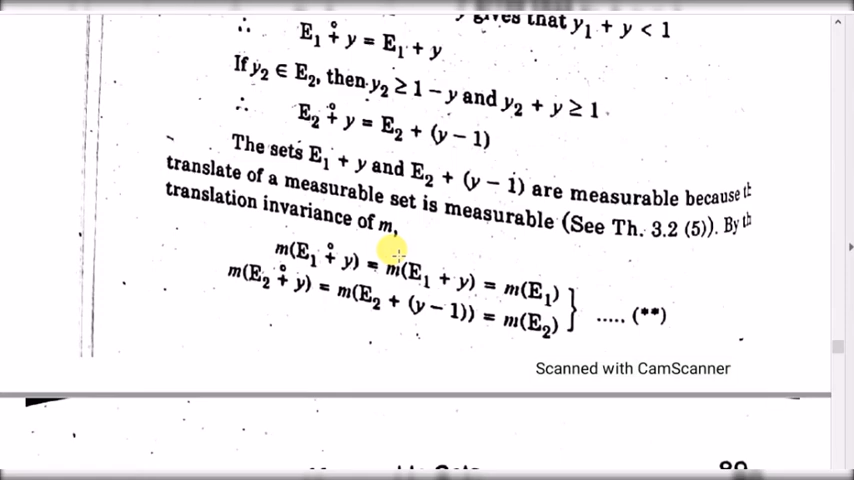 y gives that y₁ + y < 1
∴ E₁ +̊ y = E₁ + y
If y₂ ∈ E₂, then y₂ ≥ 1 − y and y₂ + y ≥ 1
∴ E₂ +̊ y = E₂ + (y − 1)
The sets E₁ + y and E₂ + (y − 1) are measurable because th
translate of a measurable set is measurable (See Th. 3.2 (5)). By th
translation invariance of m,
m(E₁ +̊ y) = m(E₁ + y) = m(E₁)
m(E₂ +̊ y) = m(E₂ + (y − 1)) = m(E₂) } ..... (**)
Scanned with CamScanner